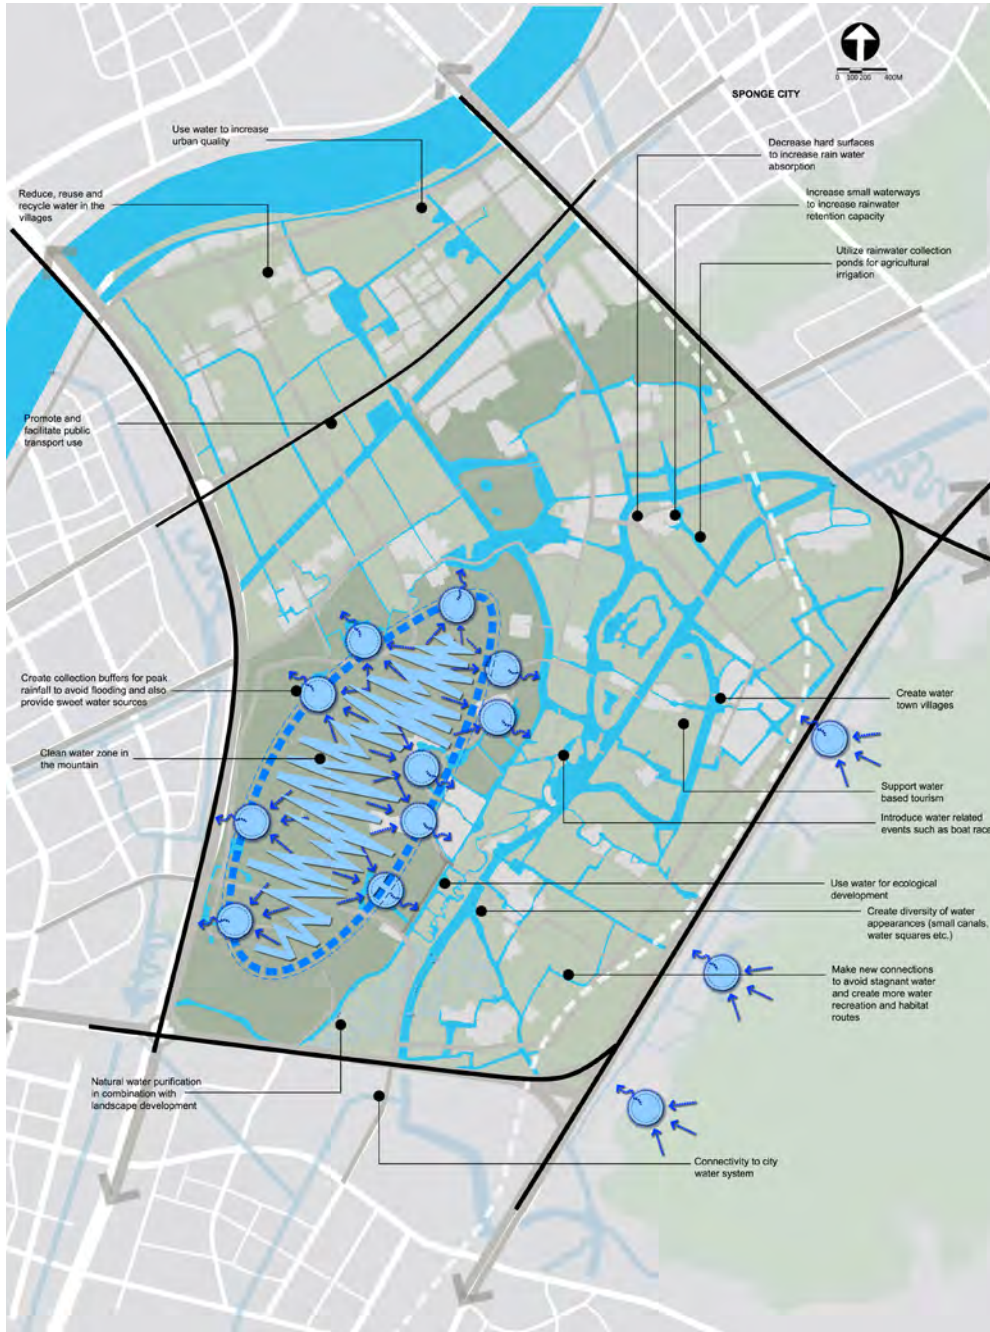 0 100 200 400M
SPONGE CITY
Use water to increase
urban quality
Decrease hard surfaces
to increase rain water
absorption
Reduce, reuse and
recycle water in the
villages
Increase small waterways
to increase rainwater
retention capacity
Utilize rainwater collection
ponds for agricultural
irrigation
Promote and
facilitate public
transport use
Create collection buffers for peak
rainfall to avoid flooding and also
provide sweet water sources
Create water
town villages
Clean water zone in
the mountain
Support water
based tourism
Introduce water related
events such as boat race
Use water for ecological
development
Create diversity of water
appearances (small canals,
water squares etc.)
Make new connections
to avoid stagnant water
and create more water
recreation and habitat
routes
Natural water purification
in combination with
landscape development
Connectivity to city
water system